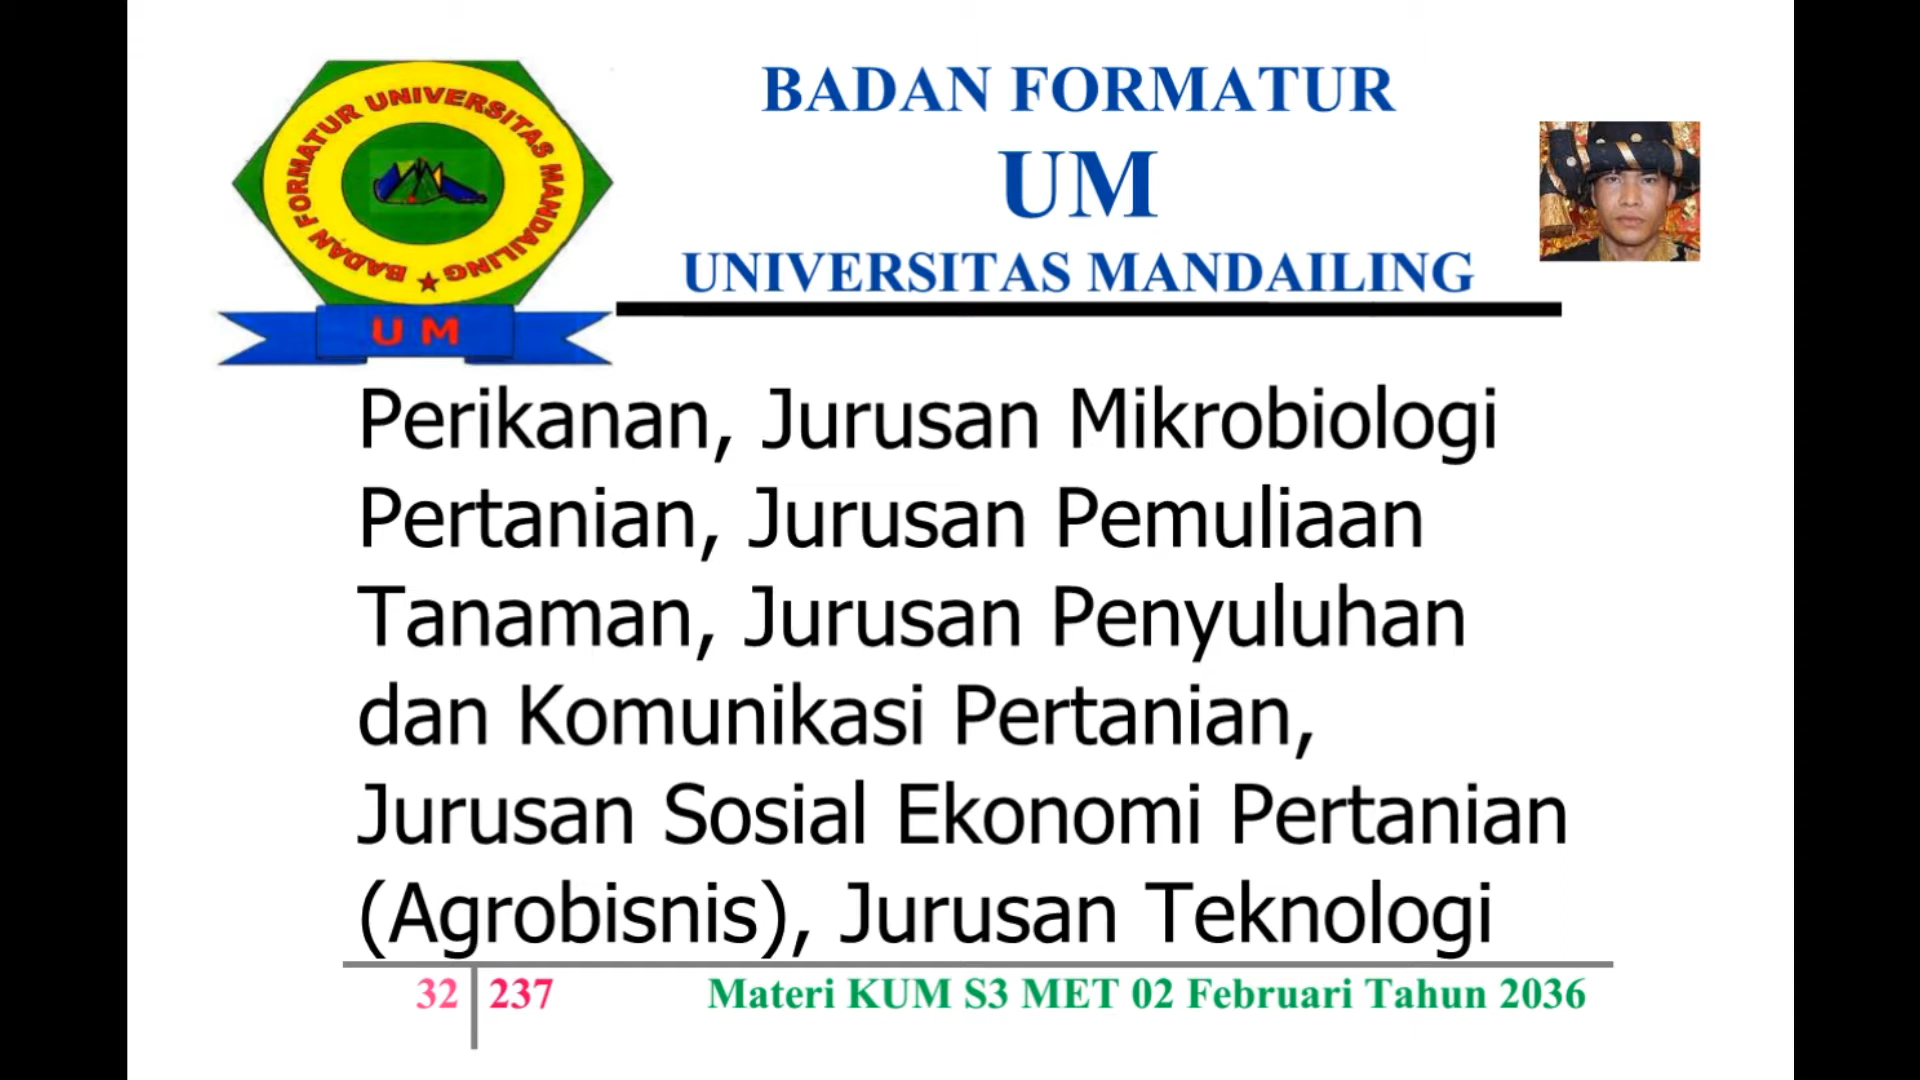 BADAN FORMATUR UNIVERSITAS MANDAILING
U M
BADAN FORMATUR
UM
UNIVERSITAS MANDAILING
Perikanan, Jurusan Mikrobiologi
Pertanian, Jurusan Pemuliaan
Tanaman, Jurusan Penyuluhan
dan Komunikasi Pertanian,
Jurusan Sosial Ekonomi Pertanian
(Agrobisnis), Jurusan Teknologi
32 237 Materi KUM S3 MET 02 Februari Tahun 2036